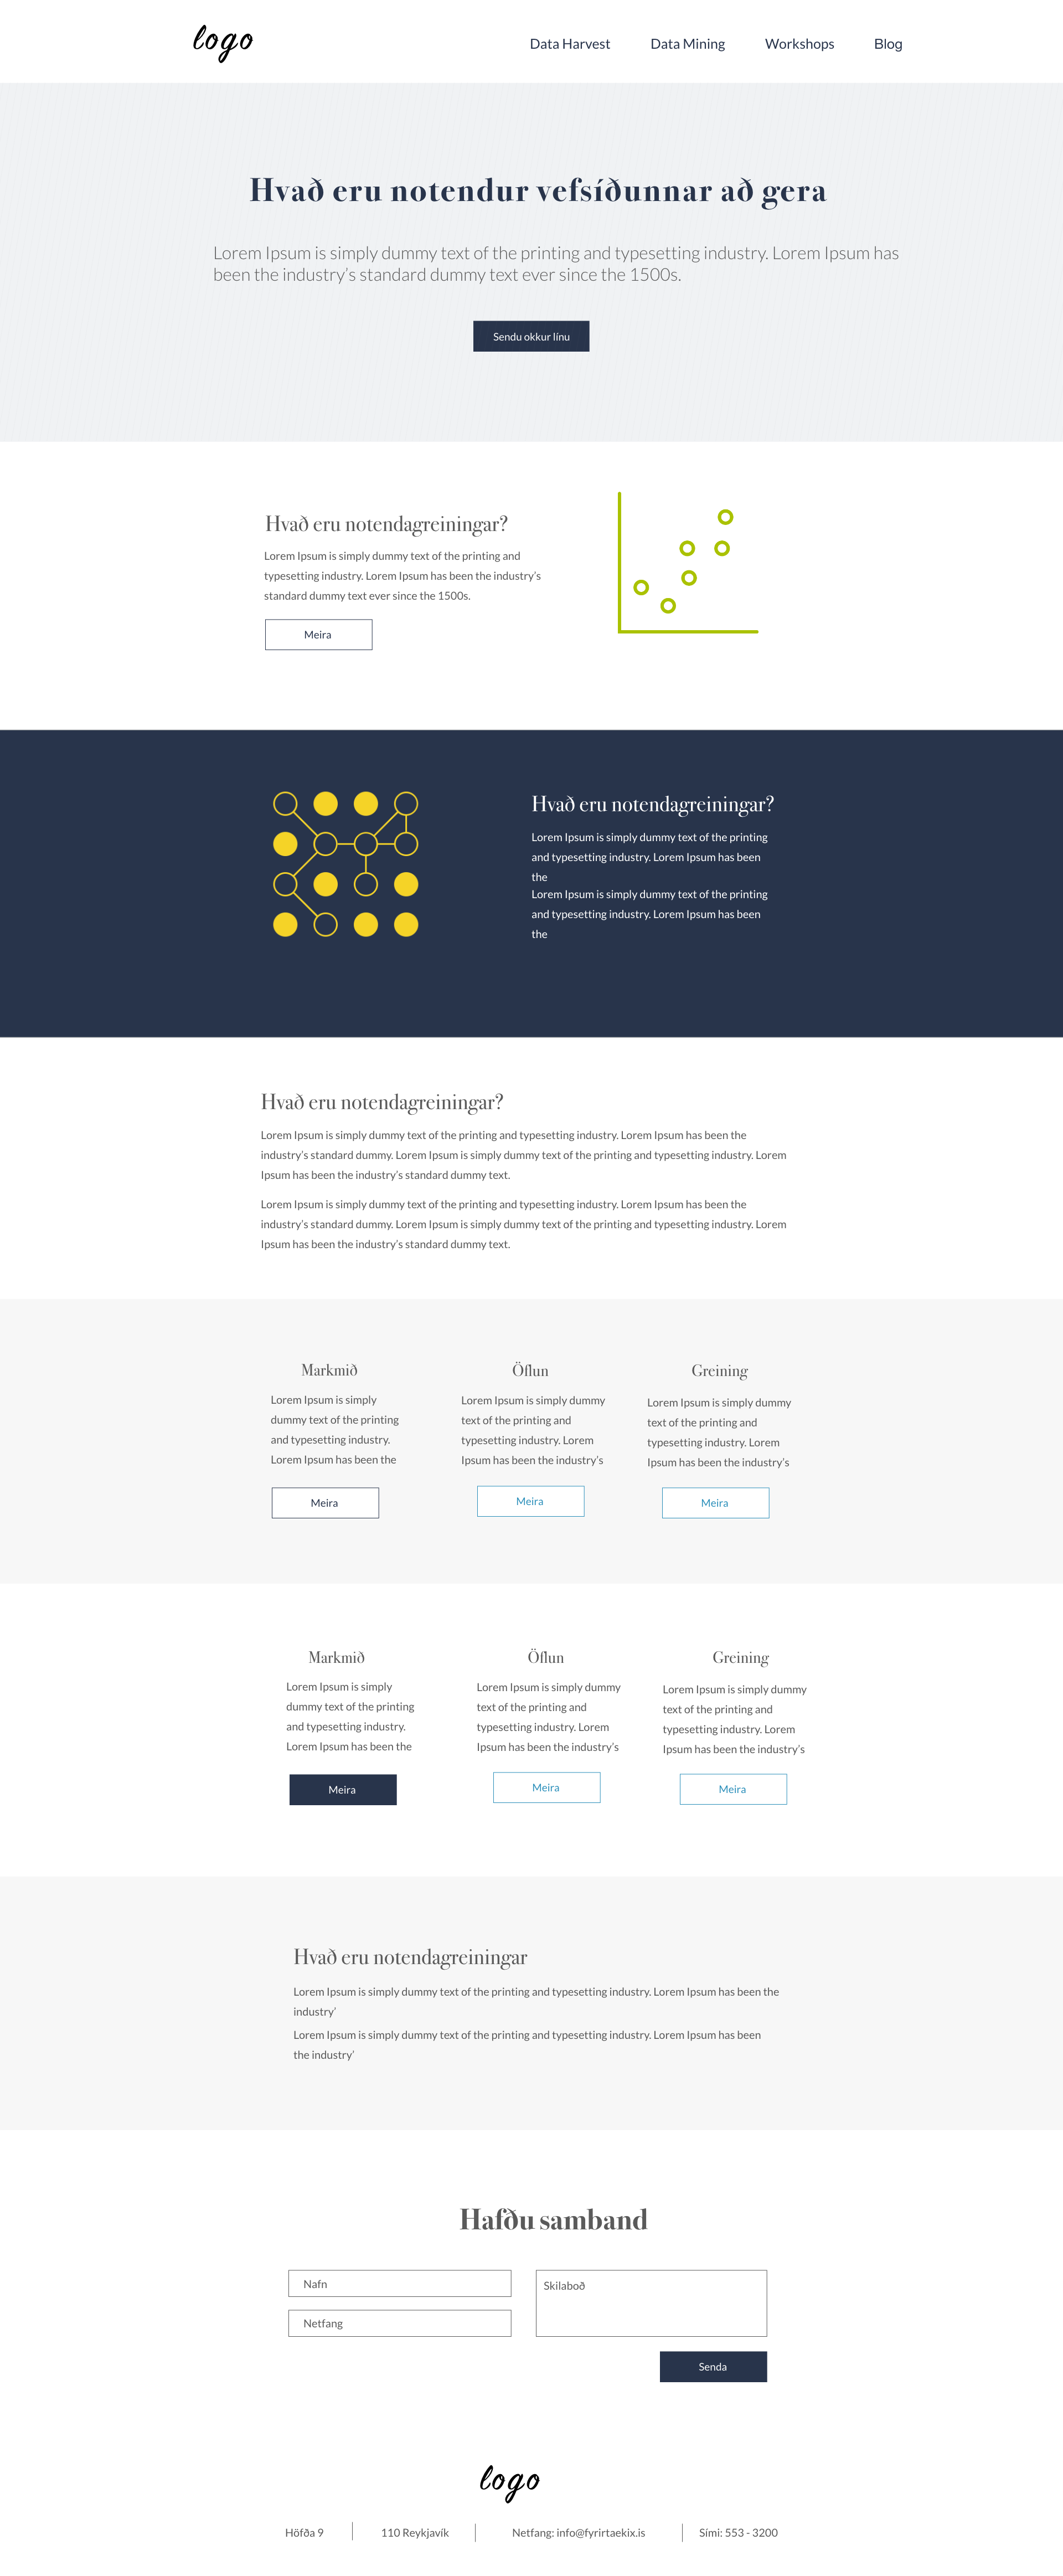 logo
Data Harvest Data Mining Workshops Blog
Hvað eru notendur vefsíðunnar að gera
Lorem Ipsum is simply dummy text of the printing and typesetting industry. Lorem Ipsum has
been the industry's standard dummy text ever since the 1500s.
Sendu okkur línu
Hvað eru notendagreiningar?
Lorem Ipsum is simply dummy text of the printing and
typesetting industry. Lorem Ipsum has been the industry's
standard dummy text ever since the 1500s.
Meira
Hvað eru notendagreiningar?
Lorem Ipsum is simply dummy text of the printing
and typesetting industry. Lorem Ipsum has been
the
Lorem Ipsum is simply dummy text of the printing
and typesetting industry. Lorem Ipsum has been
the
Hvað eru notendagreiningar?
Lorem Ipsum is simply dummy text of the printing and typesetting industry. Lorem Ipsum has been the
industry's standard dummy. Lorem Ipsum is simply dummy text of the printing and typesetting industry. Lorem
Ipsum has been the industry's standard dummy text.
Lorem Ipsum is simply dummy text of the printing and typesetting industry. Lorem Ipsum has been the
industry's standard dummy. Lorem Ipsum is simply dummy text of the printing and typesetting industry. Lorem
Ipsum has been the industry's standard dummy text.
Markmið
Lorem Ipsum is simply
dummy text of the printing
and typesetting industry.
Lorem Ipsum has been the
Meira
Öflun
Lorem Ipsum is simply dummy
text of the printing and
typesetting industry. Lorem
Ipsum has been the industry's
Meira
Greining
Lorem Ipsum is simply dummy
text of the printing and
typesetting industry. Lorem
Ipsum has been the industry's
Meira
Markmið
Lorem Ipsum is simply
dummy text of the printing
and typesetting industry.
Lorem Ipsum has been the
Meira
Öflun
Lorem Ipsum is simply dummy
text of the printing and
typesetting industry. Lorem
Ipsum has been the industry's
Meira
Greining
Lorem Ipsum is simply dummy
text of the printing and
typesetting industry. Lorem
Ipsum has been the industry's
Meira
Hvað eru notendagreiningar
Lorem Ipsum is simply dummy text of the printing and typesetting industry. Lorem Ipsum has been the
industry'
Lorem Ipsum is simply dummy text of the printing and typesetting industry. Lorem Ipsum has been
the industry'
Hafðu samband
Nafn
Netfang
Skilaboð
Senda
logo
Höfða 9 | 110 Reykjavík | Netfang: info@fyrirtaekix.is | Sími: 553 - 3200